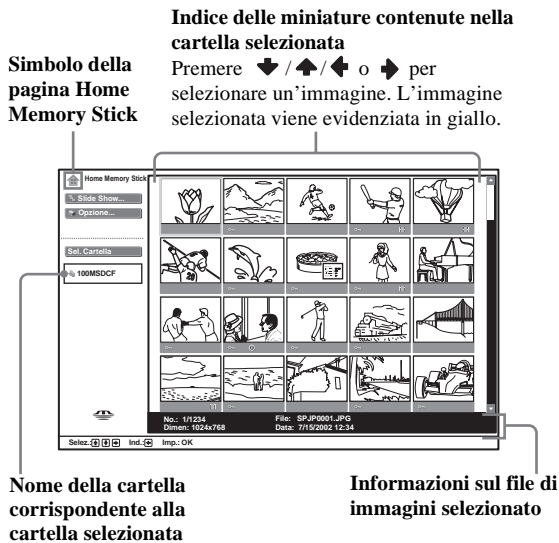 Indice delle miniature contenute nella
cartella selezionata
Premere ↓ / ↑ / ← o → per
selezionare un'immagine. L'immagine
selezionata viene evidenziata in giallo.
Simbolo della
pagina Home
Memory Stick
Home Memory Stick
Slide Show...
Opzione...
Sel. Cartella
100MSDCF
20
No.: 1/1234
File: SPJP0001.JPG
Dimen: 1024x768
Data: 7/15/2002 12:34
Selez.: Ind.: Imp.: OK
Nome della cartella
corrispondente alla
cartella selezionata
Informazioni sul file di
immagini selezionato